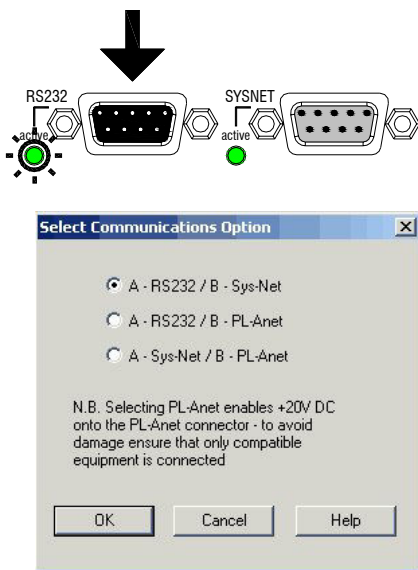 RS232
SYSNET
active
active
Select Communications Option
A - RS232 / B - Sys-Net
A - RS232 / B - PL-Anet
A - Sys-Net / B - PL-Anet
N.B. Selecting PL-Anet enables +20V DC
onto the PL-Anet connector - to avoid
damage ensure that only compatible
equipment is connected
OK
Cancel
Help